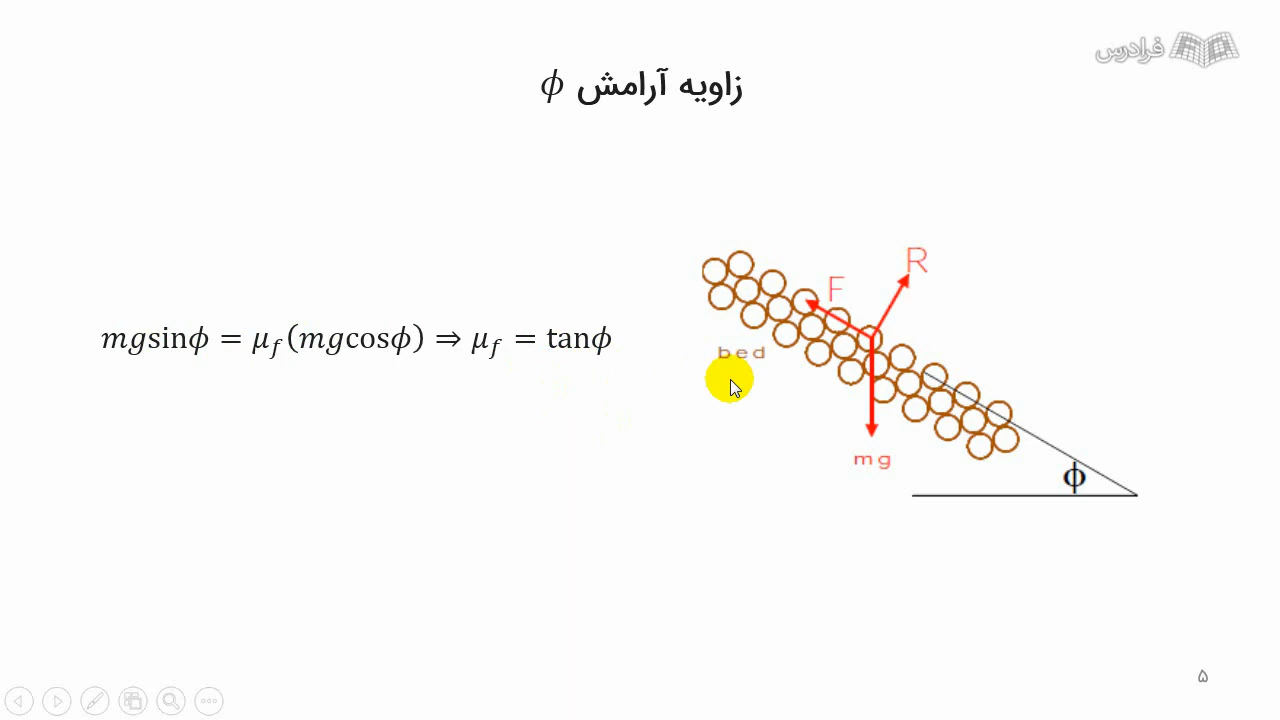 فرادرس
زاویه آرامش ϕ
R
F
mgsinϕ = μ_f(mgcosϕ) ⇒ μ_f = tanϕ
bed
mg
ϕ
۵